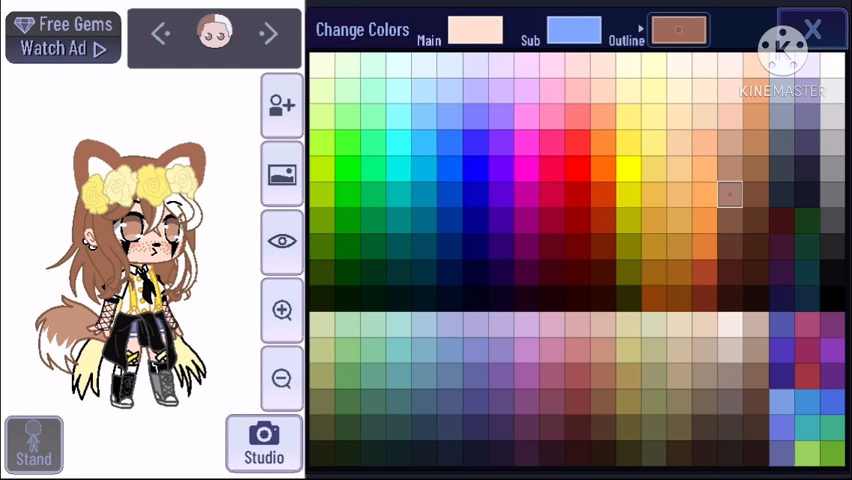 Free Gems
Watch Ad
Change Colors
Main
Sub
Outline
X
K
KINEMASTER
Stand
Studio